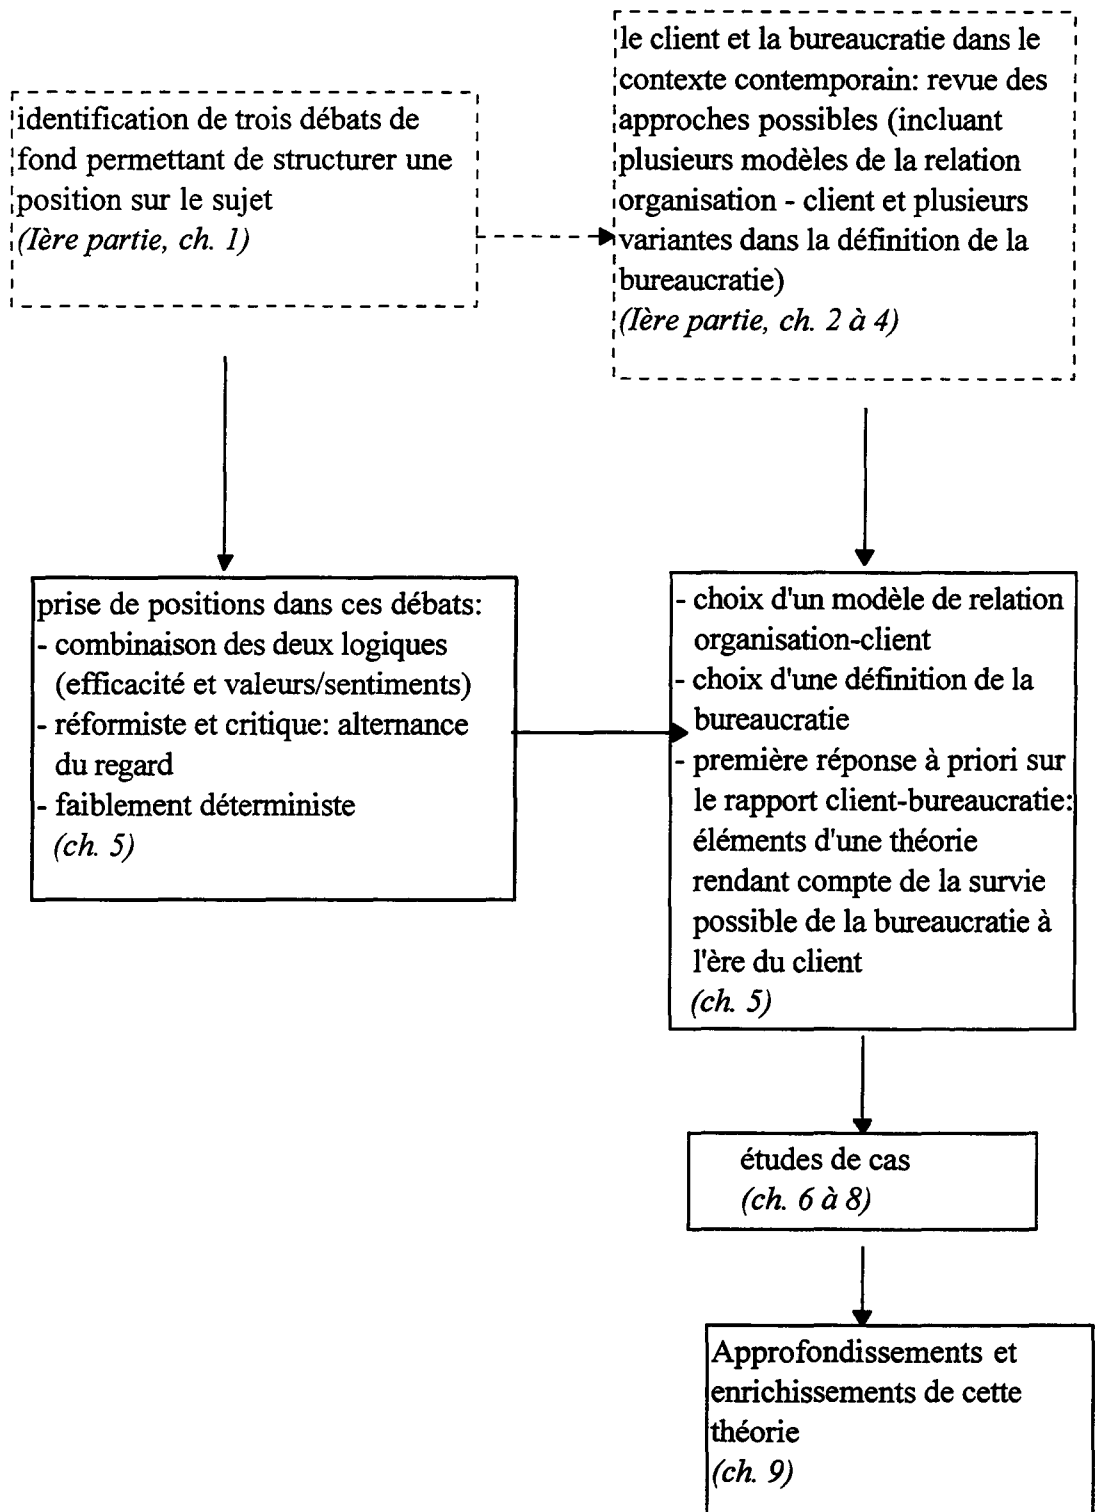 identification de trois débats de
fond permettant de structurer une
position sur le sujet
(Ière partie, ch. 1)
le client et la bureaucratie dans le
contexte contemporain: revue des
approches possibles (incluant
plusieurs modèles de la relation
organisation - client et plusieurs
variantes dans la définition de la
bureaucratie)
(Ière partie, ch. 2 à 4)
prise de positions dans ces débats:
- combinaison des deux logiques
(efficacité et valeurs/sentiments)
- réformiste et critique: alternance
du regard
- faiblement déterministe
(ch. 5)
- choix d'un modèle de relation
organisation-client
- choix d'une définition de la
bureaucratie
- première réponse à priori sur
le rapport client-bureaucratie:
éléments d'une théorie
rendant compte de la survie
possible de la bureaucratie à
l'ère du client
(ch. 5)
études de cas
(ch. 6 à 8)
Approfondissements et
enrichissements de cette
théorie
(ch. 9)